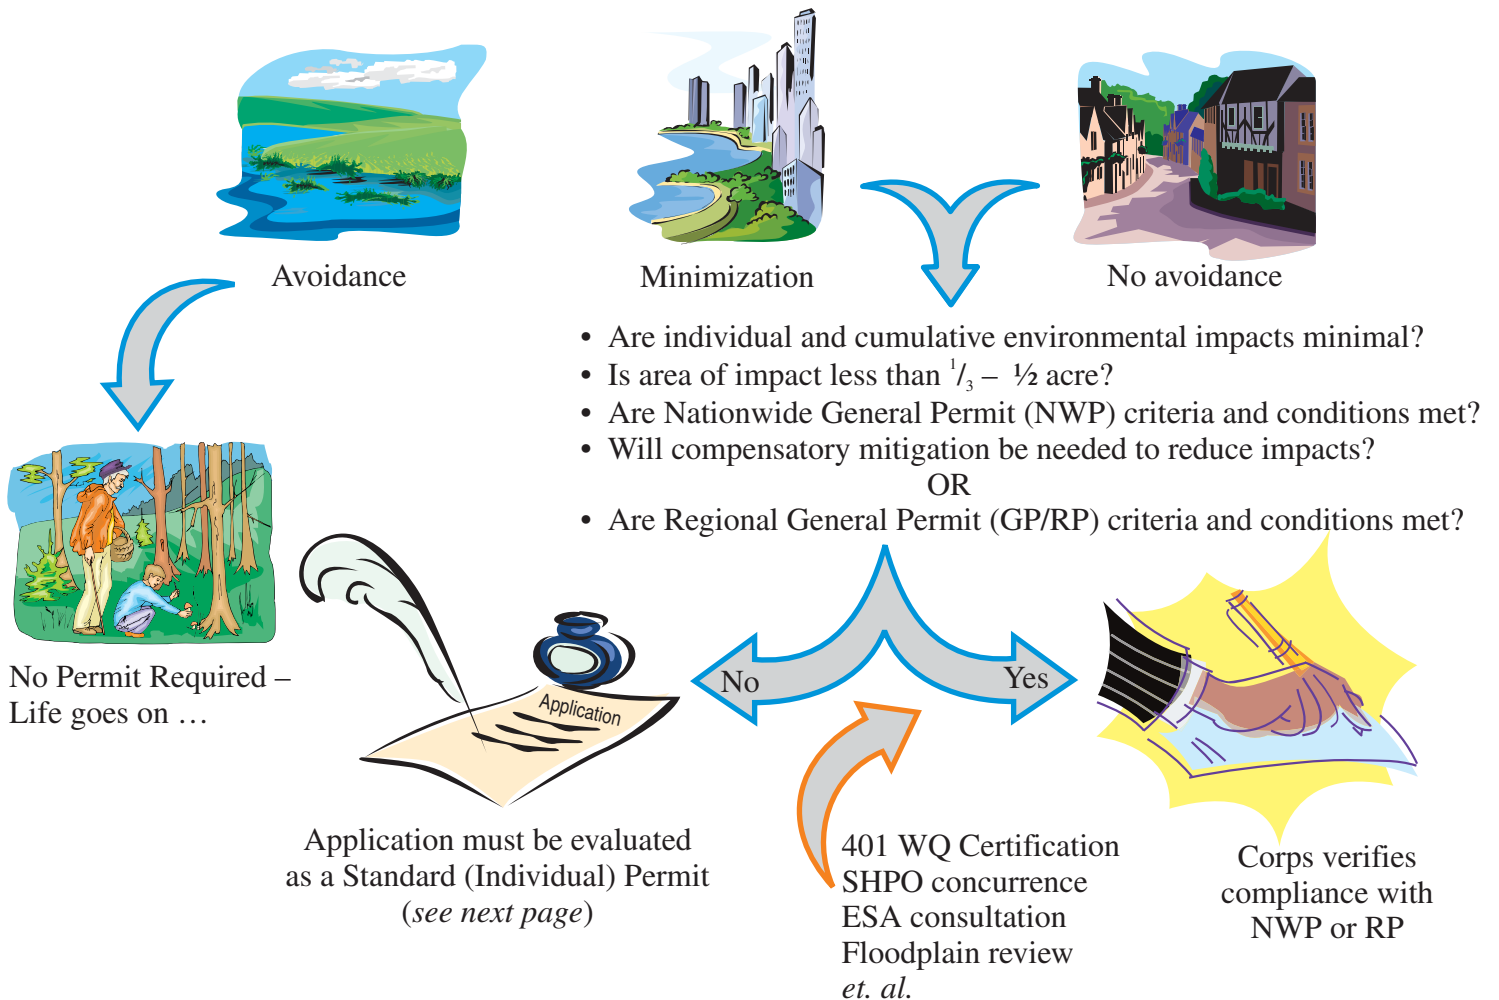 Avoidance
Minimization
No avoidance
• Are individual and cumulative environmental impacts minimal?
• Is area of impact less than 1/3 – ½ acre?
• Are Nationwide General Permit (NWP) criteria and conditions met?
• Will compensatory mitigation be needed to reduce impacts?
OR
• Are Regional General Permit (GP/RP) criteria and conditions met?
No Permit Required –
Life goes on …
Application
No
Yes
Application must be evaluated
as a Standard (Individual) Permit
(see next page)
401 WQ Certification
SHPO concurrence
ESA consultation
Floodplain review
et. al.
Corps verifies
compliance with
NWP or RP